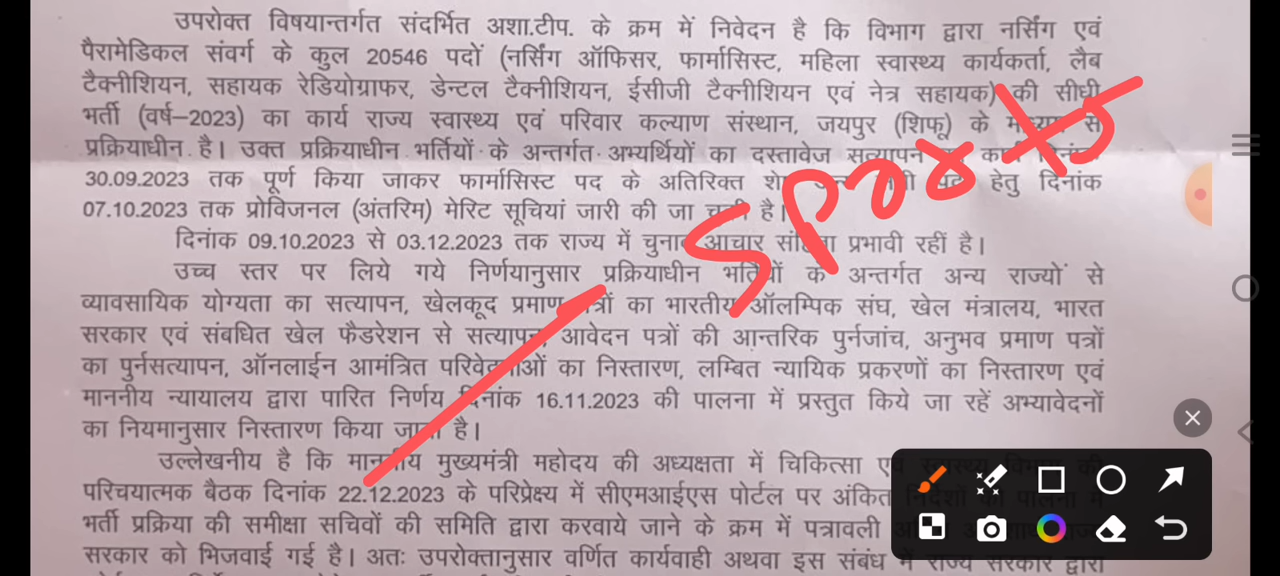 उपरोक्त विषयान्तर्गत संदर्भित अशा.टीप. के क्रम में निवेदन है कि विभाग द्वारा नर्सिंग एवं
पैरामेडिकल संवर्ग के कुल 20546 पदों (नर्सिंग ऑफिसर, फार्मासिस्ट, महिला स्वास्थ्य कार्यकर्ता, लैब
टैक्नीशियन, सहायक रेडियोग्राफर, डेन्टल टैक्नीशियन, ईसीजी टैक्नीशियन एवं नेत्र सहायक) की सीधी
भर्ती (वर्ष–2023) का कार्य राज्य स्वास्थ्य एवं परिवार कल्याण संस्थान, जयपुर (शिफू) के माध्यम से
प्रक्रियाधीन है। उक्त प्रक्रियाधीन भर्तियों के अन्तर्गत अभ्यर्थियों का दस्तावेज सत्यापन
30.09.2023 तक पूर्ण किया जाकर फार्मासिस्ट पद के अतिरिक्त हेतु दिनांक
07.10.2023 तक प्रोविजनल (अंतरिम) मेरिट सूचियां जारी की जा चुकी है।
दिनांक 09.10.2023 से 03.12.2023 तक राज्य में चुनाव आचार संहिता प्रभावी रहीं है।
उच्च स्तर पर लिये गये निर्णयानुसार प्रक्रियाधीन भर्तियों के अन्तर्गत अन्य राज्यों से
व्यावसायिक योग्यता का सत्यापन, खेलकूद प्रमाण पत्रों का भारतीय ऑलम्पिक संघ, खेल मंत्रालय, भारत
सरकार एवं संबधित खेल फैडरेशन से सत्यापन, आवेदन पत्रों की आन्तरिक पुर्नजांच, अनुभव प्रमाण पत्रों
का पुर्नसत्यापन, ऑनलाईन आमंत्रित परिवेदनाओं का निस्तारण, लम्बित न्यायिक प्रकरणों का निस्तारण एवं
माननीय न्यायालय द्वारा पारित निर्णय दिनांक 16.11.2023 की पालना में प्रस्तुत किये जा रहें अभ्यावेदनों
का नियमानुसार निस्तारण किया जाना है।
उल्लेखनीय है कि माननीय मुख्यमंत्री महोदय की अध्यक्षता में चिकित्सा एवं
परिचयात्मक बैठक दिनांक 22.12.2023 के परिप्रेक्ष्य में सीएमआईएस पोर्टल पर अंकित
भर्ती प्रक्रिया की समीक्षा सचिवों की समिति द्वारा करवाये जाने के क्रम में पत्रावली
सरकार को भिजवाई गई है। अतः उपरोक्तानुसार वर्णित कार्यवाही अथवा इस संबंध में राज्य सरकार द्वारा